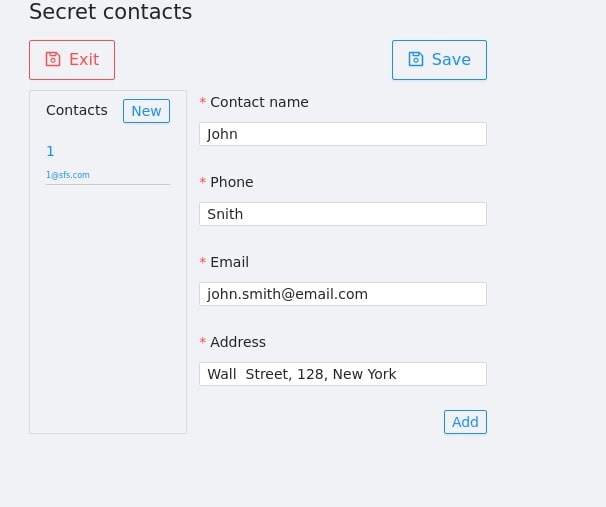 Secret contacts
Exit
Save
Contacts
New
1
1@sfs.com
* Contact name
John
* Phone
Snith
* Email
john.smith@email.com
* Address
Wall  Street, 128, New York
Add